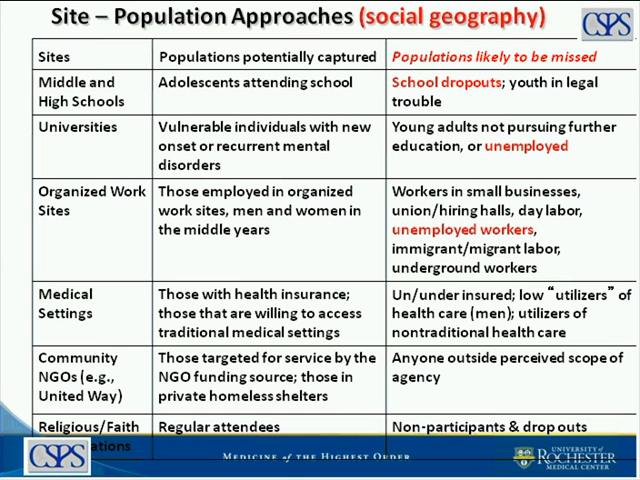 Site – Population Approaches (social geography)
CSPS
Sites
Populations potentially captured
Populations likely to be missed
Middle and
High Schools
Adolescents attending school
School dropouts; youth in legal
trouble
Universities
Vulnerable individuals with new
onset or recurrent mental
disorders
Young adults not pursuing further
education, or unemployed
Organized Work
Sites
Those employed in organized
work sites, men and women in
the middle years
Workers in small businesses,
union/hiring halls, day labor,
unemployed workers,
immigrant/migrant labor,
underground workers
Medical
Settings
Those with health insurance;
those that are willing to access
traditional medical settings
Un/under insured; low “utilizers” of
health care (men); utilizers of
nontraditional health care
Community
NGOs (e.g.,
United Way)
Those targeted for service by the
NGO funding source; those in
private homeless shelters
Anyone outside perceived scope of
agency
Religious/Faith
Regular attendees
Non-participants & drop outs
CSPS
MEDICINE of the HIGHEST ORDER
UNIVERSITY of
ROCHESTER
MEDICAL CENTER